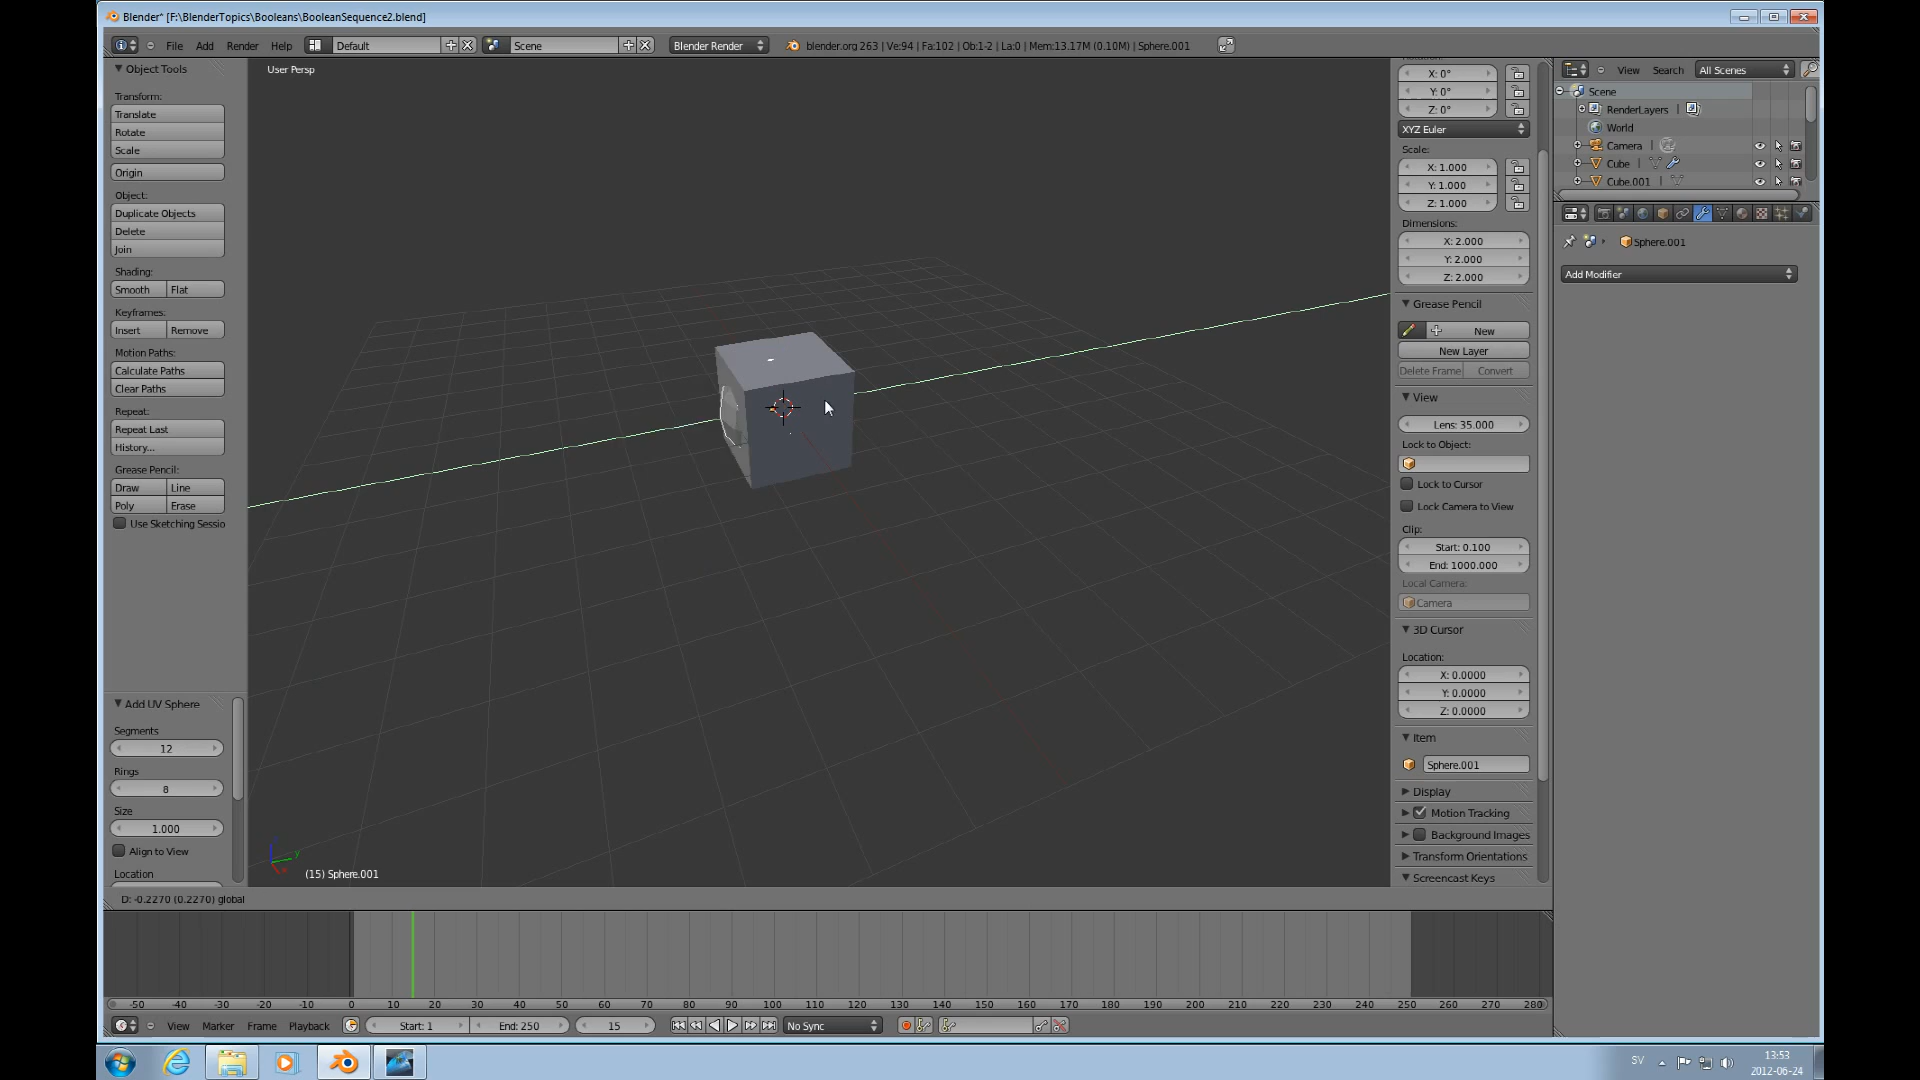 Blender* [F:\BlenderTopics\Booleans\BooleanSequence2.blend]
File Add Render Help Default Scene Blender Render blender.org 263 | Ve:94 | Fa:102 | Ob:1-2 | La:0 | Mem:13.17M (0.10M) | Sphere.001
Object Tools
Transform:
Translate
Rotate
Scale
Origin
Object:
Duplicate Objects
Delete
Join
Shading:
Smooth Flat
Keyframes:
Insert Remove
Motion Paths:
Calculate Paths
Clear Paths
Repeat:
Repeat Last
History...
Grease Pencil:
Draw Line
Poly Erase
Use Sketching Sessio
Add UV Sphere
Segments
12
Rings
8
Size
1.000
Align to View
Location
User Persp
z
y
x
(15) Sphere.001
D: -0.2270 (0.2270) global
X: 0°
Y: 0°
Z: 0°
XYZ Euler
Scale:
X: 1.000
Y: 1.000
Z: 1.000
Dimensions:
X: 2.000
Y: 2.000
Z: 2.000
Grease Pencil
New
New Layer
Delete Frame Convert
View
Lens: 35.000
Lock to Object:
Lock to Cursor
Lock Camera to View
Clip:
Start: 0.100
End: 1000.000
Local Camera:
Camera
3D Cursor
Location:
X: 0.0000
Y: 0.0000
Z: 0.0000
Item
Sphere.001
Display
Motion Tracking
Background Images
Transform Orientations
Screencast Keys
View Search All Scenes
Scene
RenderLayers |
World
Camera |
Cube |
Cube.001 |
Sphere.001
Add Modifier
-50 -40 -30 -20 -10 0 10 20 30 40 50 60 70 80 90 100 110 120 130 140 150 160 170 180 190 200 210 220 230 240 250 260 270 280
View Marker Frame Playback Start: 1 End: 250 15 No Sync
SV
13:53
2012-06-24